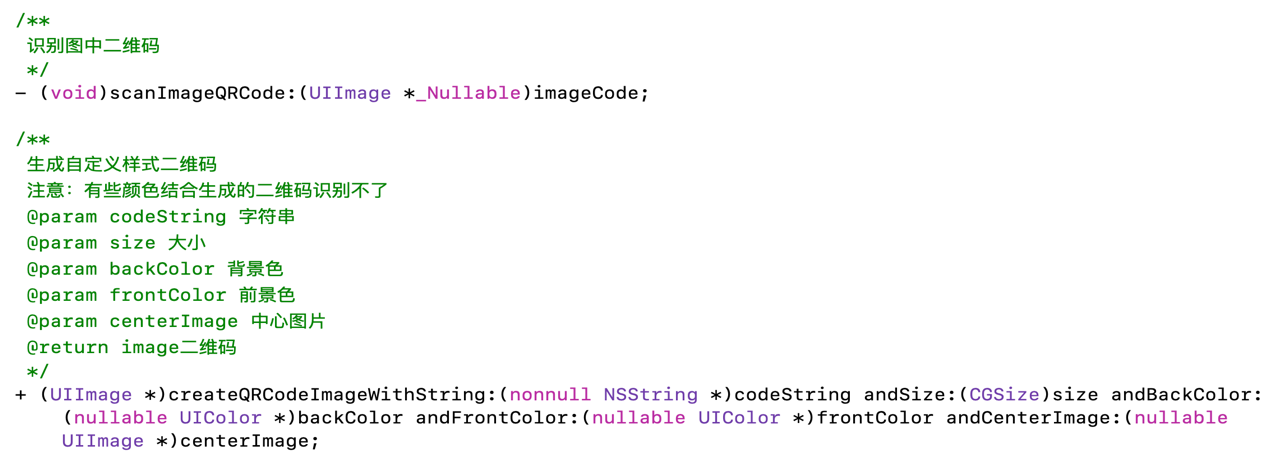 /**
识别图中二维码
*/
- (void)scanImageQRCode:(UIImage *_Nullable)imageCode;
/**
生成自定义样式二维码
注意：有些颜色结合生成的二维码识别不了
@param codeString 字符串
@param size 大小
@param backColor 背景色
@param frontColor 前景色
@param centerImage 中心图片
@return image二维码
*/
+ (UIImage *)createQRCodeImageWithString:(nonnull NSString *)codeString andSize:(CGSize)size andBackColor:
(nullable UIColor *)backColor andFrontColor:(nullable UIColor *)frontColor andCenterImage:(nullable
UIImage *)centerImage;